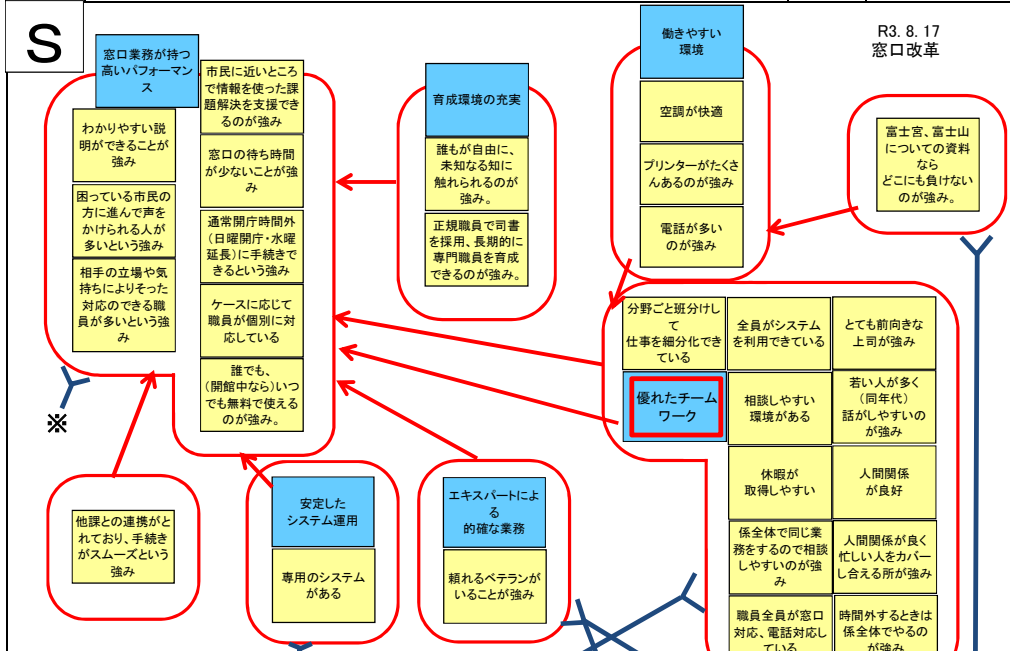 S
R3.8.17
窓口改革
窓口業務が持つ
高いパフォーマン
ス
わかりやすい説
明ができることが
強み
困っている市民の
方に進んで声を
かけられる人が
多いという強み
相手の立場や気
持ちによりそった
対応のできる職
員が多いという強
み
市民に近いところ
で情報を使った課
題解決を支援でき
るのが強み
窓口の待ち時間
が少ないことが強
み
通常開庁時間外
(日曜開庁・水曜
延長)に手続きで
きるという強み
ケースに応じて
職員が個別に対
応している
誰でも、
(開館中なら)いつ
でも無料で使える
のが強み。
※
育成環境の充実
誰もが自由に、
未知なる知に
触れられるのが
強み。
正規職員で司書
を採用、長期的に
専門職員を育成
できるのが強み。
働きやすい
環境
空調が快適
プリンターがたくさ
んあるのが強み
電話が多い
のが強み
富士宮、富士山
についての資料
なら
どこにも負けない
のが強み。
分野ごと班分けし
て
仕事を細分化でき
ている
全員がシステム
を利用できている
とても前向きな
上司が強み
優れたチーム
ワーク
相談しやすい
環境がある
若い人が多く
(同年代)
話がしやすいの
が強み
休暇が
取得しやすい
人間関係
が良好
係全体で同じ業
務をするので相談
しやすいのが強
み
人間関係が良く
忙しい人をカバー
し合える所が強み
職員全員が窓口
対応、電話対応し
ている
時間外するときは
係全体でやるの
が強み
他課との連携がと
れており、手続き
がスムーズという
強み
安定した
システム運用
専用のシステム
がある
エキスパートによ
る
的確な業務
頼れるベテランが
いることが強み